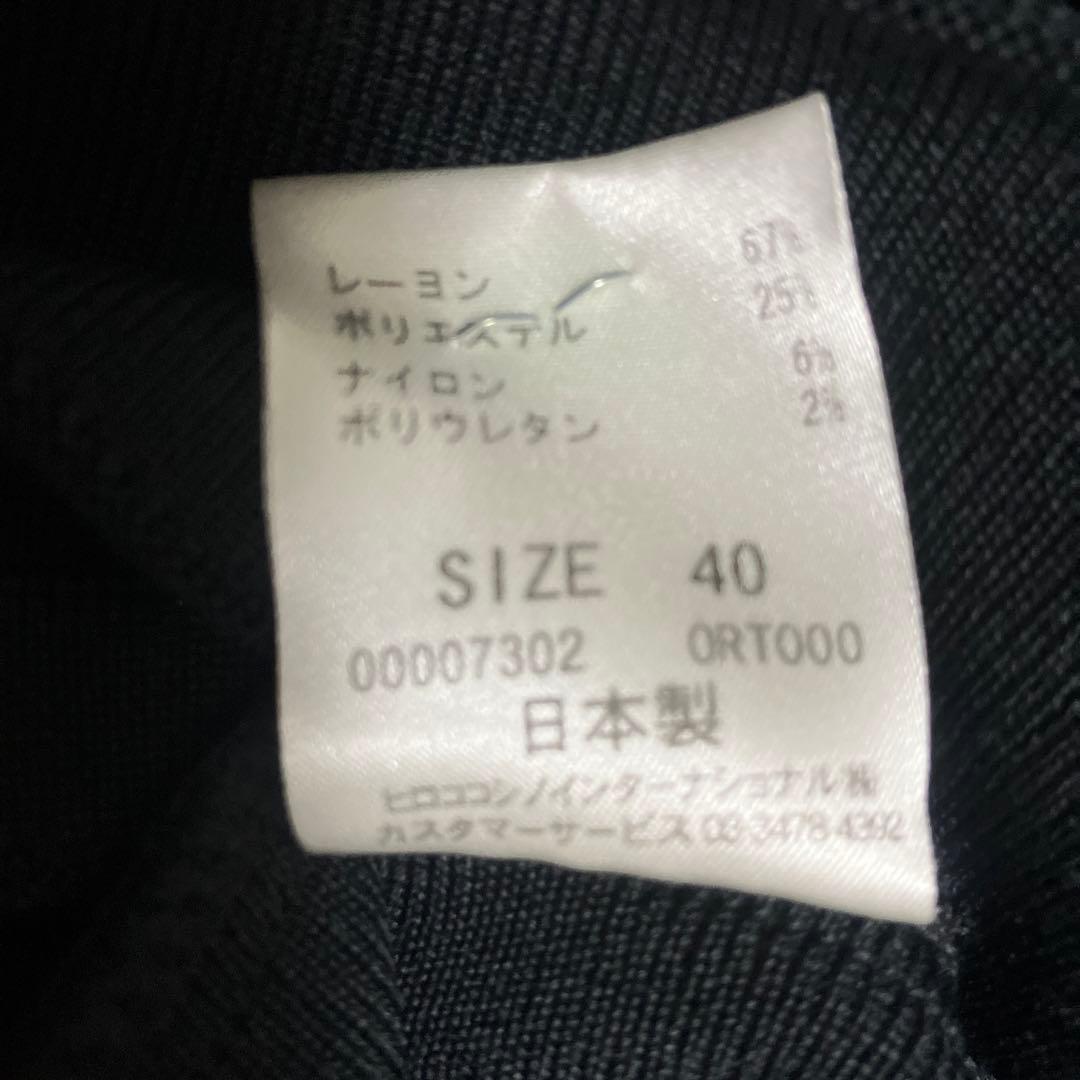 レーヨン 67%
ポリエステル 25%
ナイロン 6%
ポリウレタン 2%
SIZE 40
00007302 0RT000
日本製
ヒロココシノインターナショナル㈱
カスタマーサービス 03-3478-4392